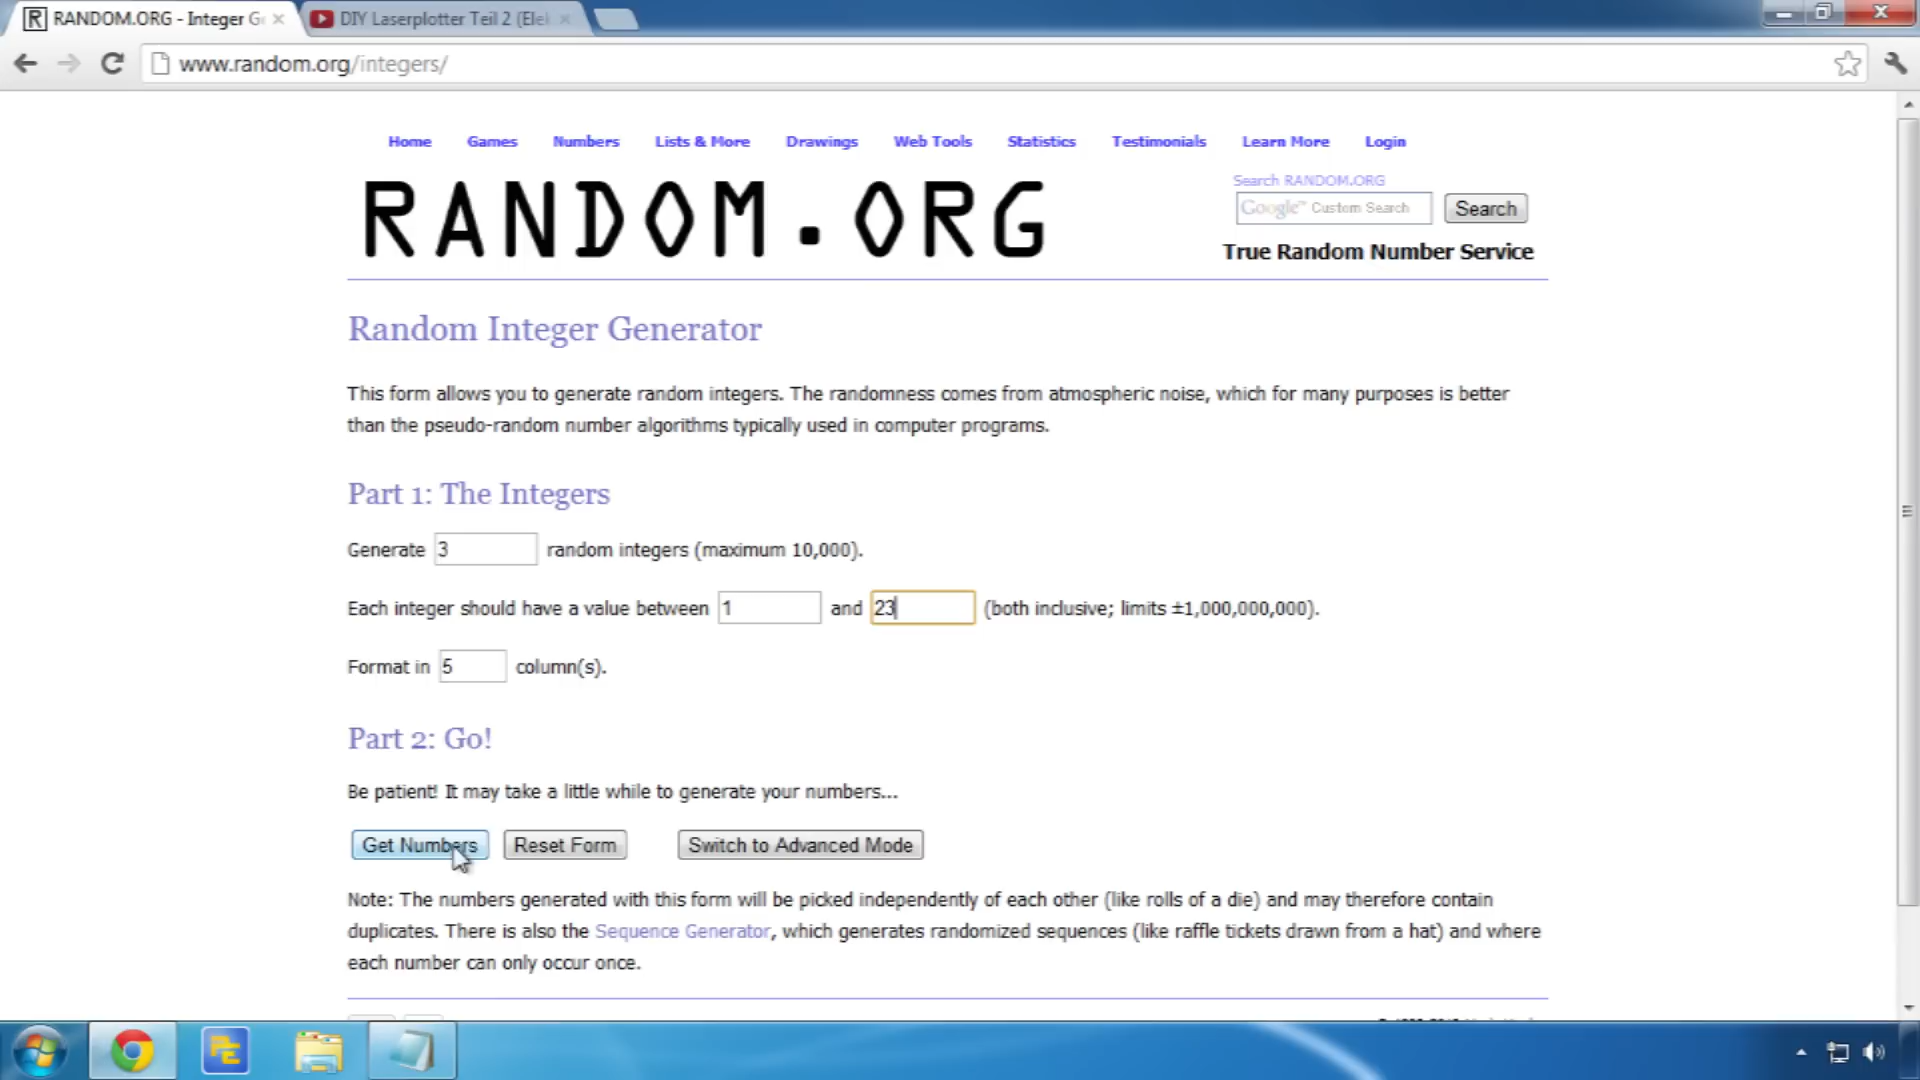 RANDOM.ORG - Integer G
DIY Laserplotter Teil 2 (Ele
www.random.org/integers/
Home Games Numbers Lists & More Drawings Web Tools Statistics Testimonials Learn More Login
RANDOM.ORG
Search RANDOM.ORG
Google™ Custom Search Search
True Random Number Service
Random Integer Generator
This form allows you to generate random integers. The randomness comes from atmospheric noise, which for many purposes is better
than the pseudo-random number algorithms typically used in computer programs.
Part 1: The Integers
Generate 3 random integers (maximum 10,000).
Each integer should have a value between 1 and 23 (both inclusive; limits ±1,000,000,000).
Format in 5 column(s).
Part 2: Go!
Be patient! It may take a little while to generate your numbers...
Get Numbers Reset Form Switch to Advanced Mode
Note: The numbers generated with this form will be picked independently of each other (like rolls of a die) and may therefore contain
duplicates. There is also the Sequence Generator, which generates randomized sequences (like raffle tickets drawn from a hat) and where
each number can only occur once.